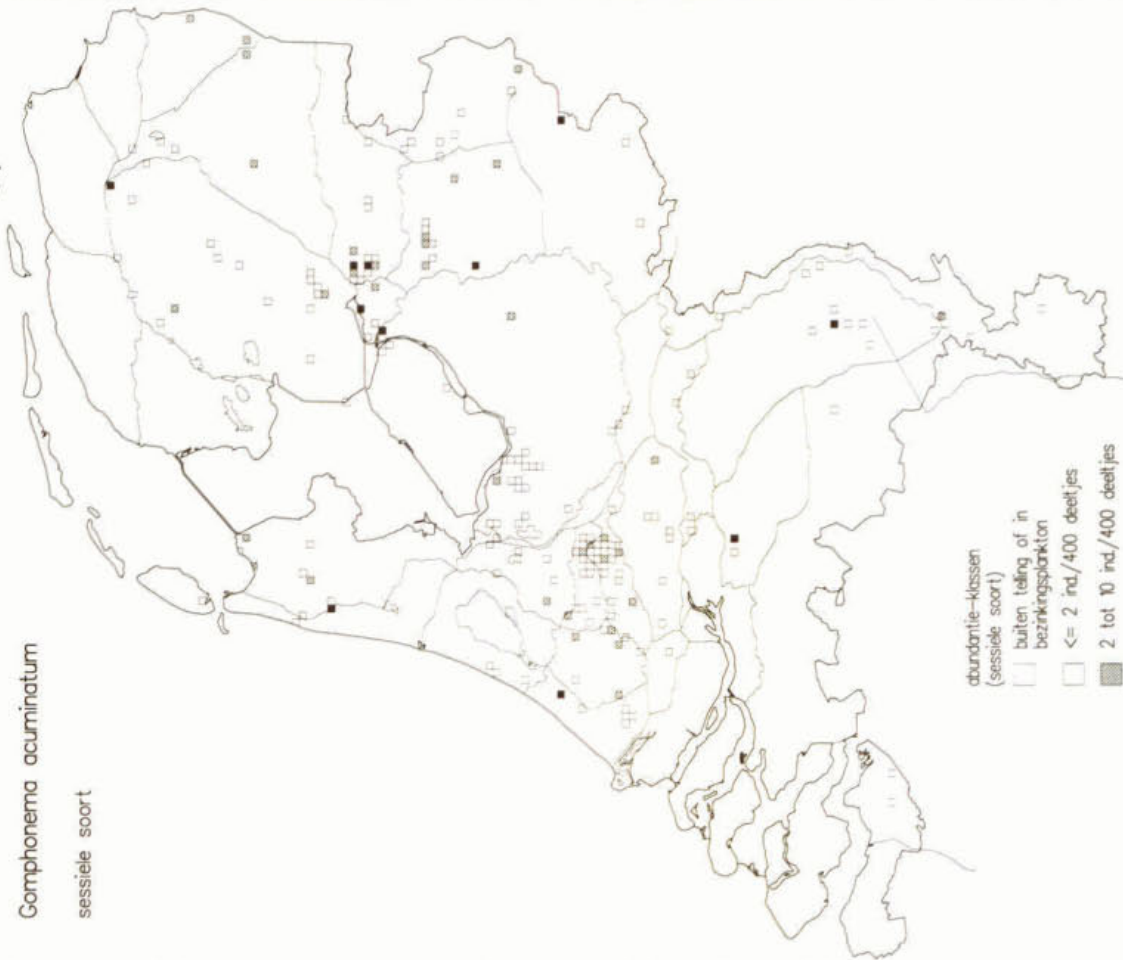 Gomphonema acuminatum
sessiele soort
abundantie-klassen
(sessiele soort)
buiten telling of in
bezinkingsplankton
<= 2 ind./400 deeltjes
2 tot 10 ind./400 deeltjes